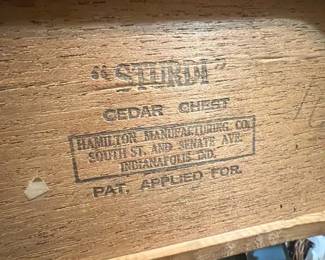 "STURDI"
CEDAR CHEST
HAMILTON MANUFACTURING CO.
SOUTH ST. AND SENATE AVE.
INDIANAPOLIS IND.
PAT. APPLIED FOR.